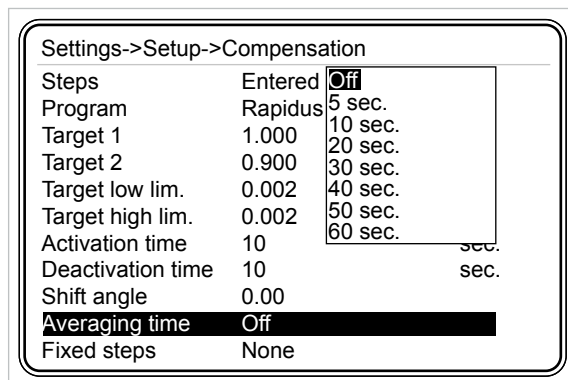 Settings->Setup->Compensation
Steps Entered Off
Program Rapidus 5 sec.
10 sec.
Target 1 1.000
20 sec.
Target 2 0.900
30 sec.
Target low lim. 0.002
40 sec.
Target high lim. 0.002
50 sec.
60 sec.
Activation time 10 sec.
Deactivation time 10 sec.
Shift angle 0.00
Averaging time Off
Fixed steps None